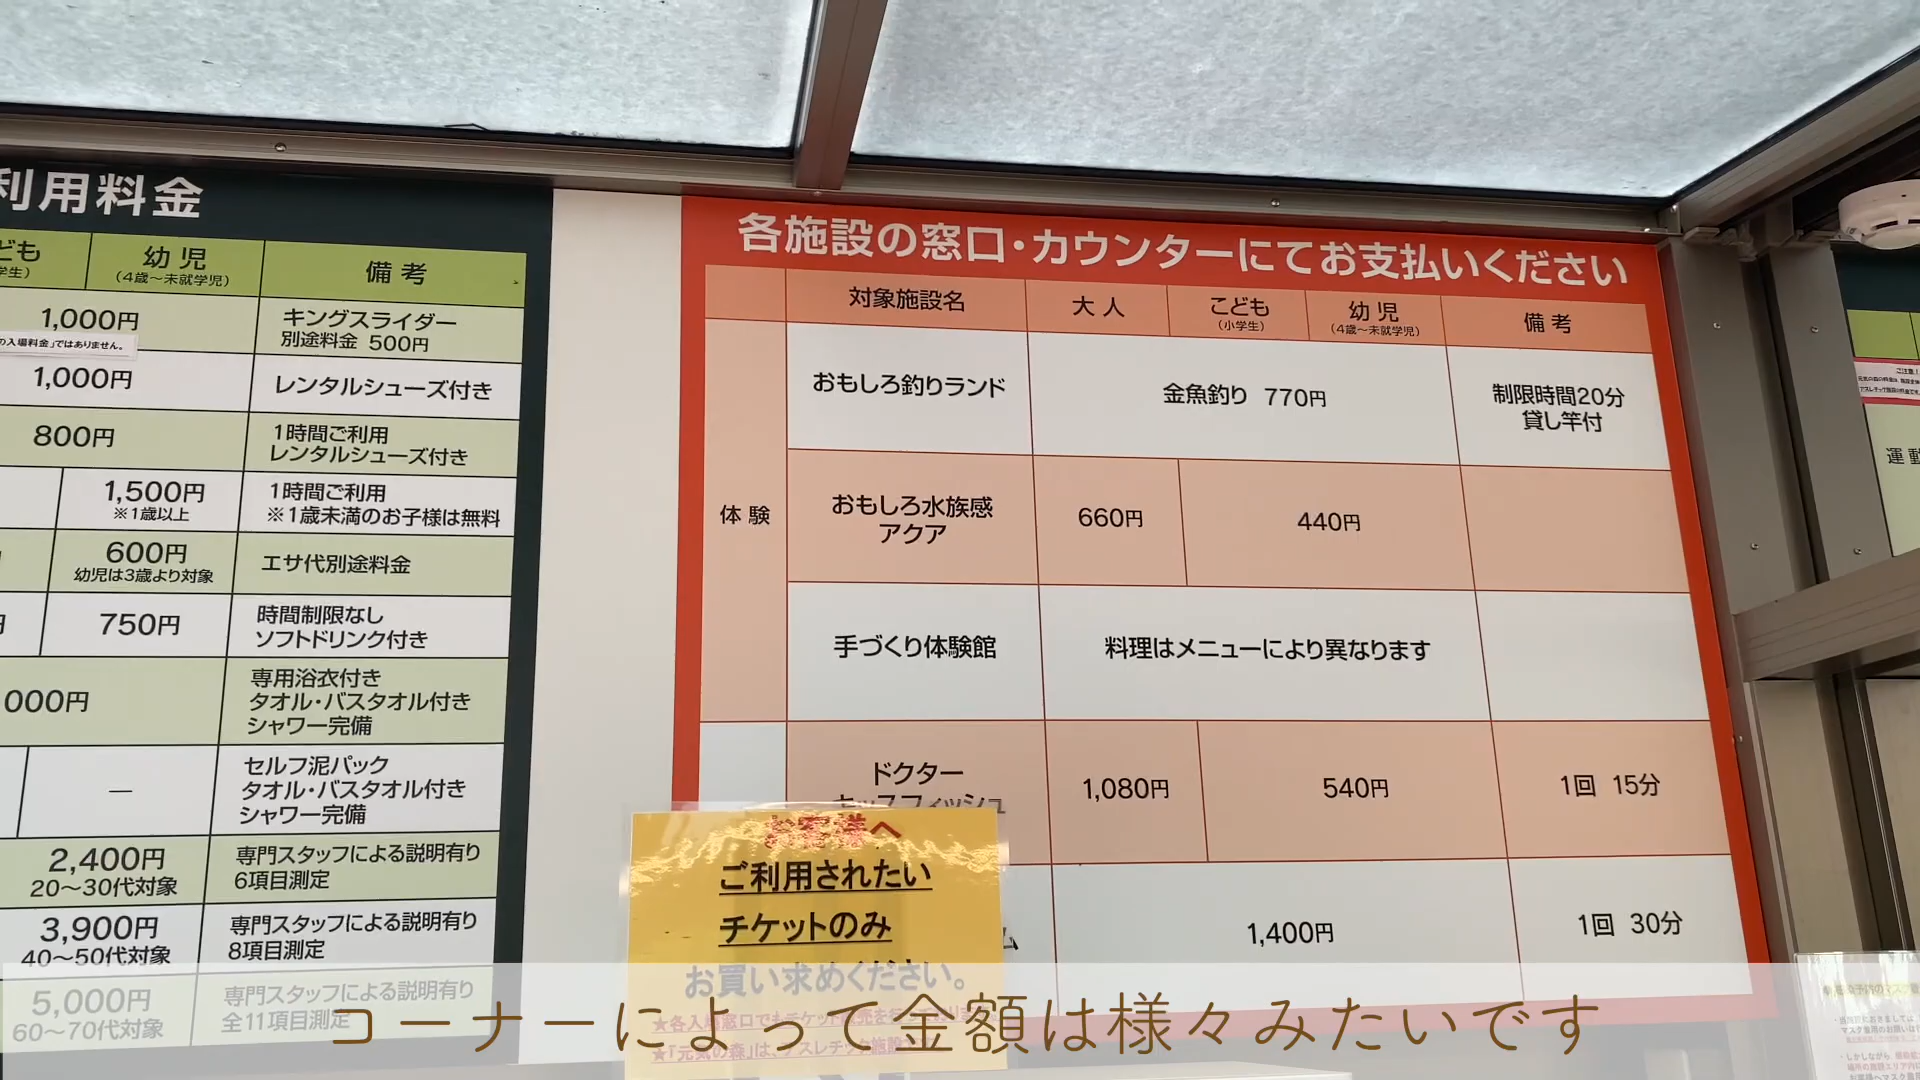 利用料金
ども
幼児
備考
学生)
(4歳～未就学児)
1,000円
キングスライダー
別途料金 500円
の入場料金」ではありません。
1,000円
レンタルシューズ付き
800円
1時間ご利用
レンタルシューズ付き
1,500円
※1歳以上
1時間ご利用
※1歳未満のお子様は無料
600円
幼児は3歳より対象
エサ代別途料金
円
750円
時間制限なし
ソフトドリンク付き
000円
専用浴衣付き
タオル・バスタオル付き
シャワー完備
―
セルフ泥パック
タオル・バスタオル付き
シャワー完備
2,400円
20～30代対象
専門スタッフによる説明有り
6項目測定
3,900円
40～50代対象
専門スタッフによる説明有り
8項目測定
5,000円
60～70代対象
専門スタッフによる説明有り
全11項目測定
各施設の窓口・カウンターにてお支払いください
対象施設名
大人
こども
(小学生)
幼児
(4歳～未就学児)
備考
体験
おもしろ釣りランド
金魚釣り 770円
制限時間20分
貸し竿付
おもしろ水族感
アクア
660円
440円
手づくり体験館
料理はメニューにより異なります
ドクター
キッスフィッシュ
1,080円
540円
1回 15分
ム
1,400円
1回 30分
お客様へ
ご利用されたい
チケットのみ
お買い求めください。
ご注意！
運動
コーナーによって金額は様々みたいです